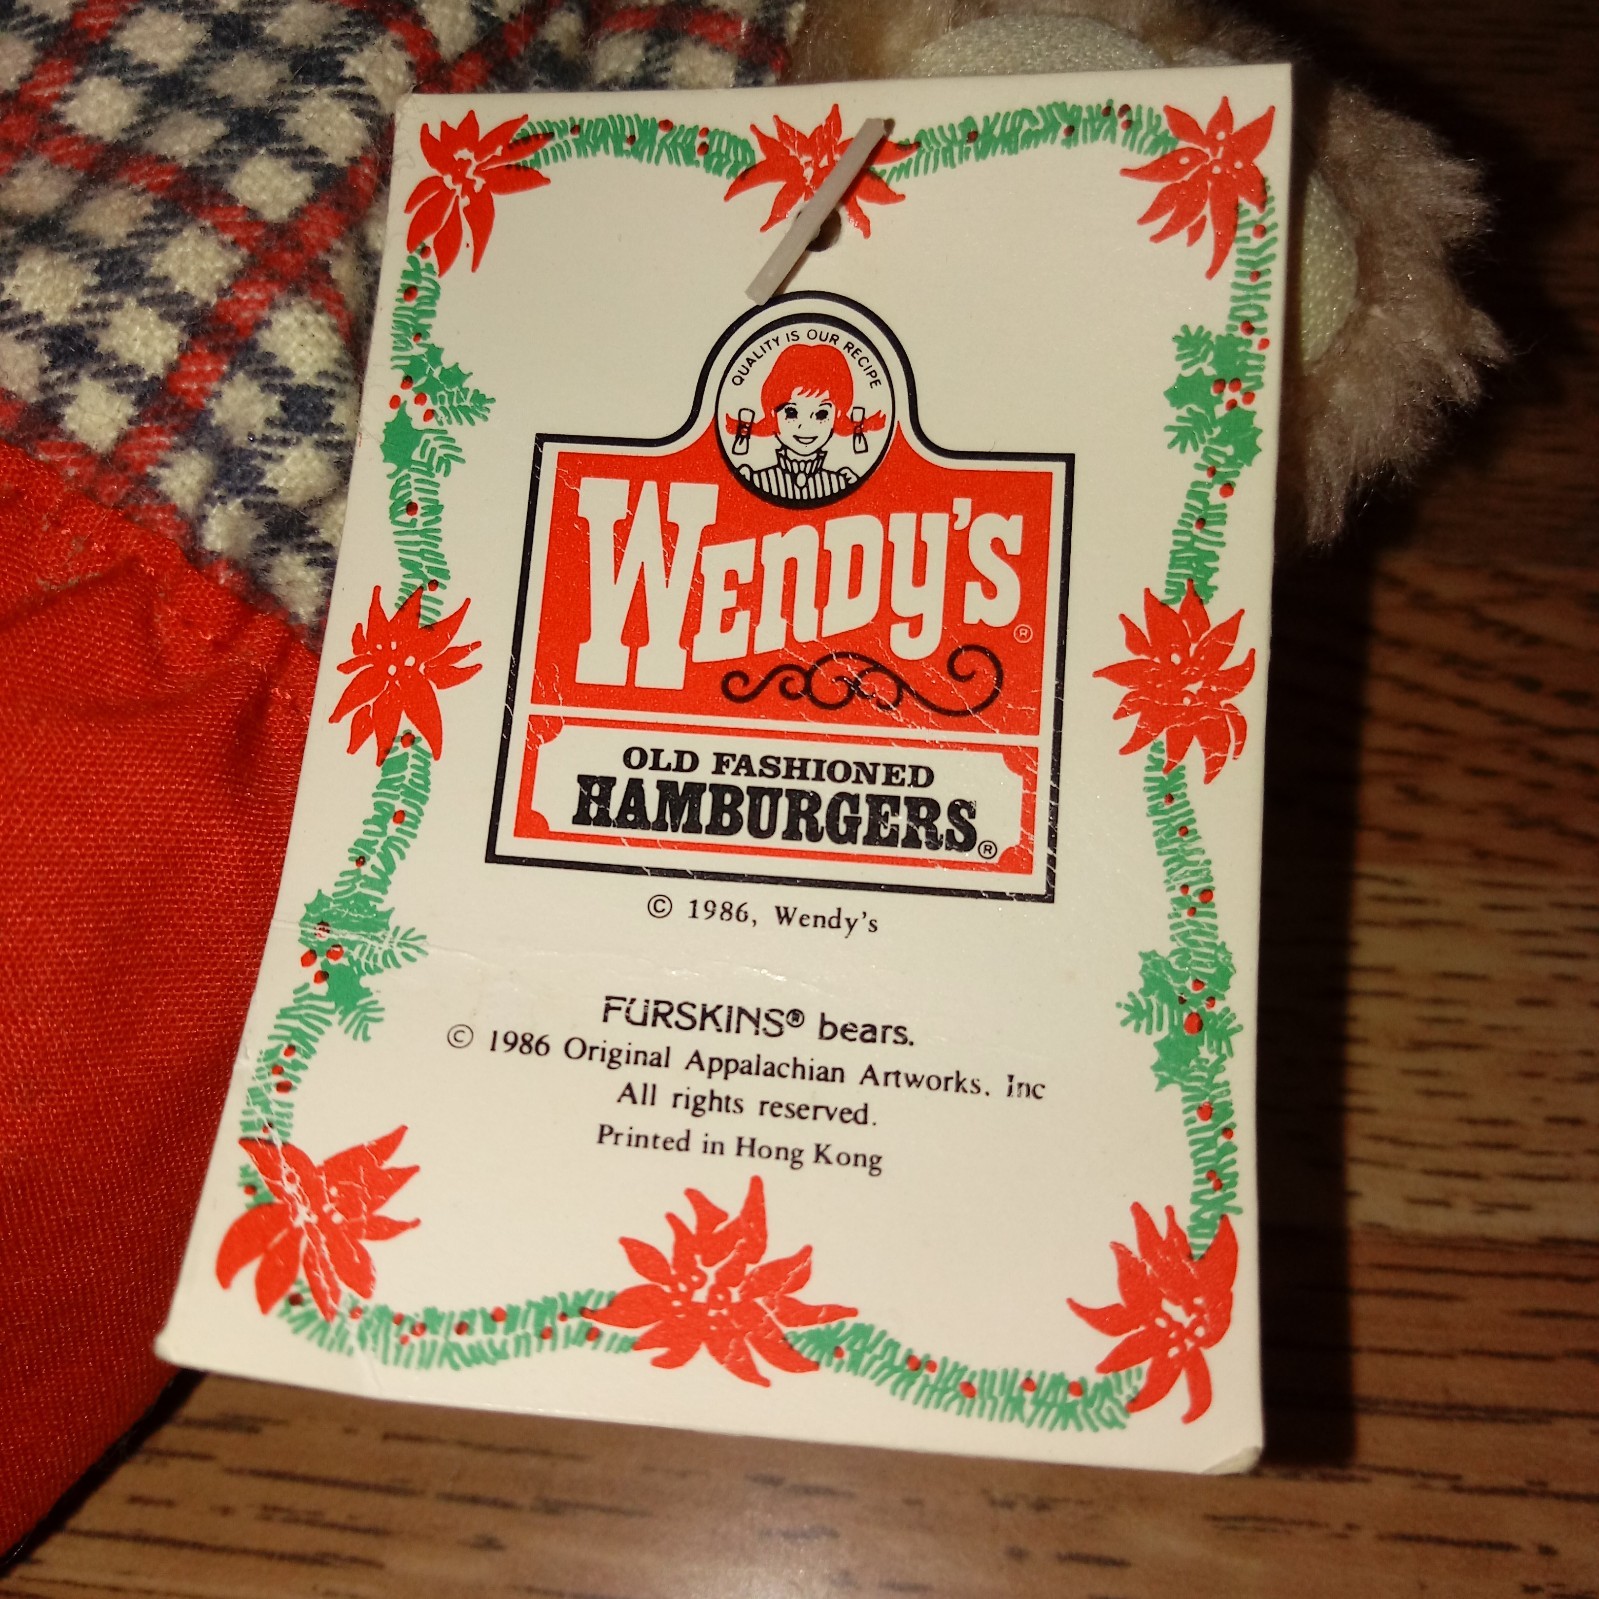 QUALITY IS OUR RECIPE
WENDY'S®
OLD FASHIONED
HAMBURGERS®
© 1986, Wendy's
FURSKINS® bears.
© 1986 Original Appalachian Artworks, Inc
All rights reserved.
Printed in Hong Kong